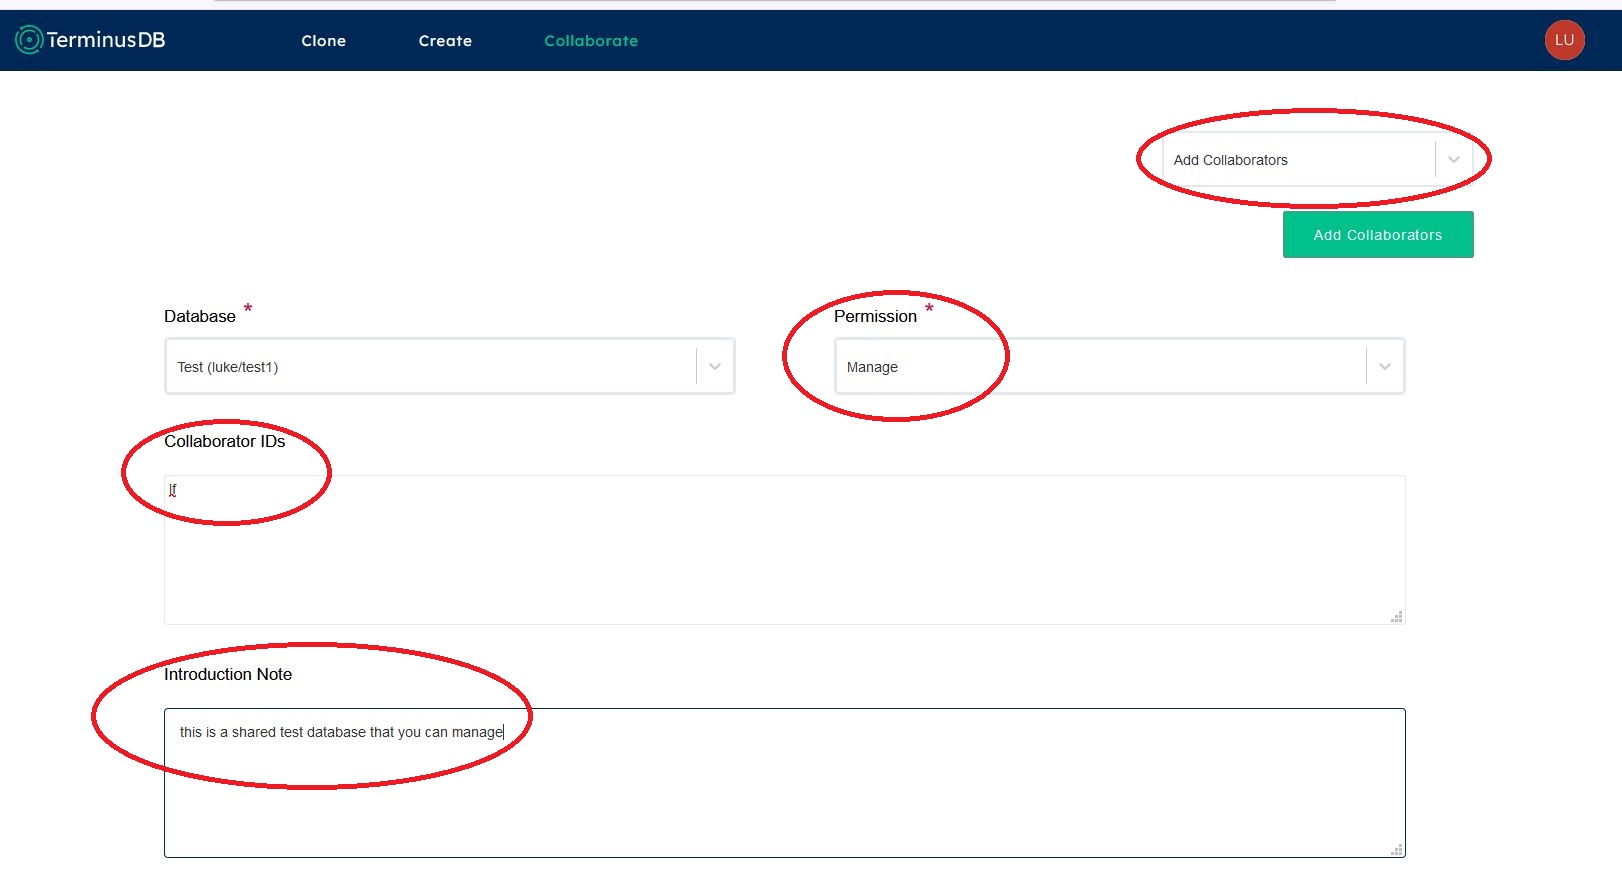 TerminusDB Clone Create Collaborate LU
Add Collaborators
Add Collaborators
Database * Permission *
Test (luke/test1) Manage
Collaborator IDs
lf
Introduction Note
this is a shared test database that you can manage